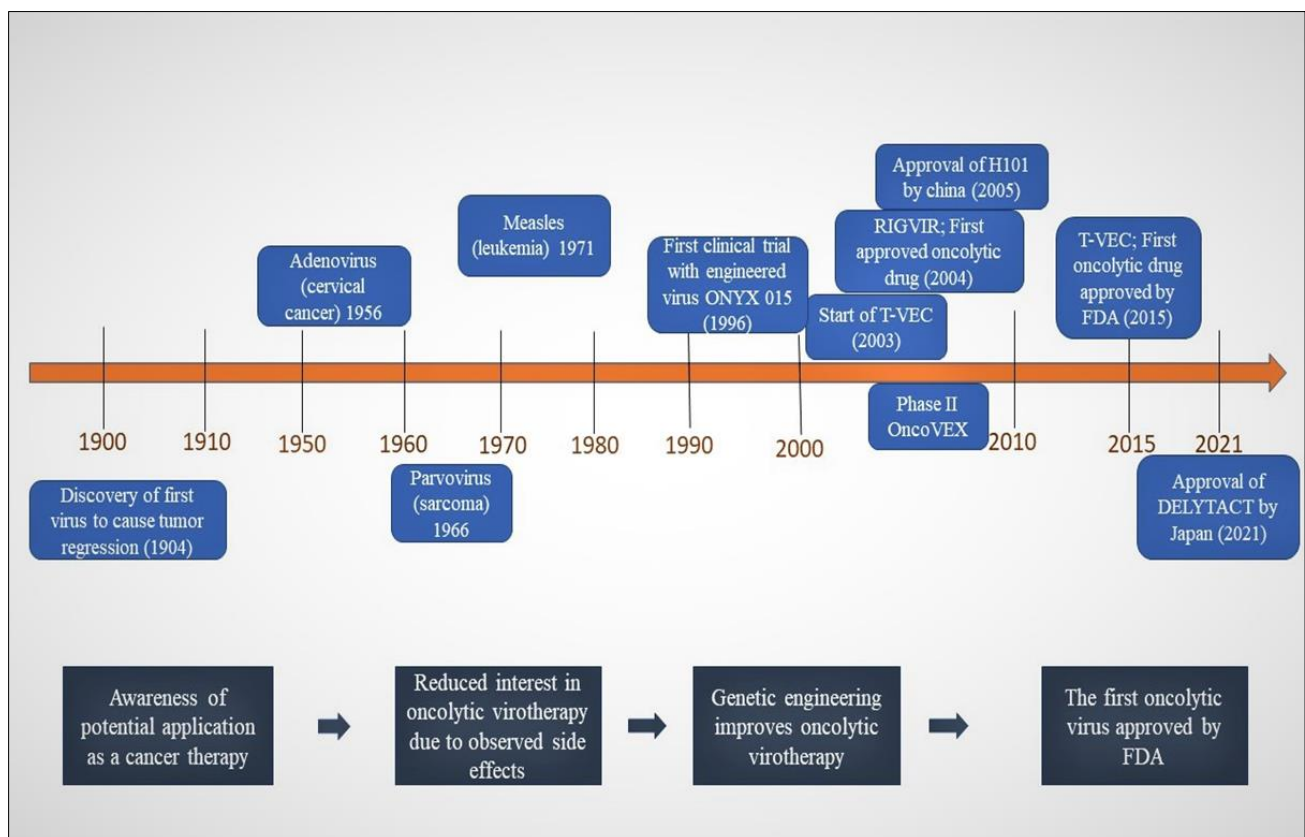 Approval of H101
by china (2005)
RIGVIR; First
approved oncolytic
drug (2004)
Measles
(leukemia) 1971
T-VEC; First
oncolytic drug
approved by
FDA (2015)
First clinical trial
with engineered
virus ONYX 015
(1996)
Adenovirus
(cervical
cancer) 1956
Start of T-VEC
(2003)
Phase II
OncoVEX
1900 1910 1950 1960 1970 1980 1990 2000 2010 2015 2021
Discovery of first
virus to cause tumor
regression (1904)
Parvovirus
(sarcoma)
1966
Approval of
DELYTACT by
Japan (2021)
Awareness of
potential application
as a cancer therapy
Reduced interest in
oncolytic virotherapy
due to observed side
effects
Genetic engineering
improves oncolytic
virotherapy
The first oncolytic
virus approved by
FDA